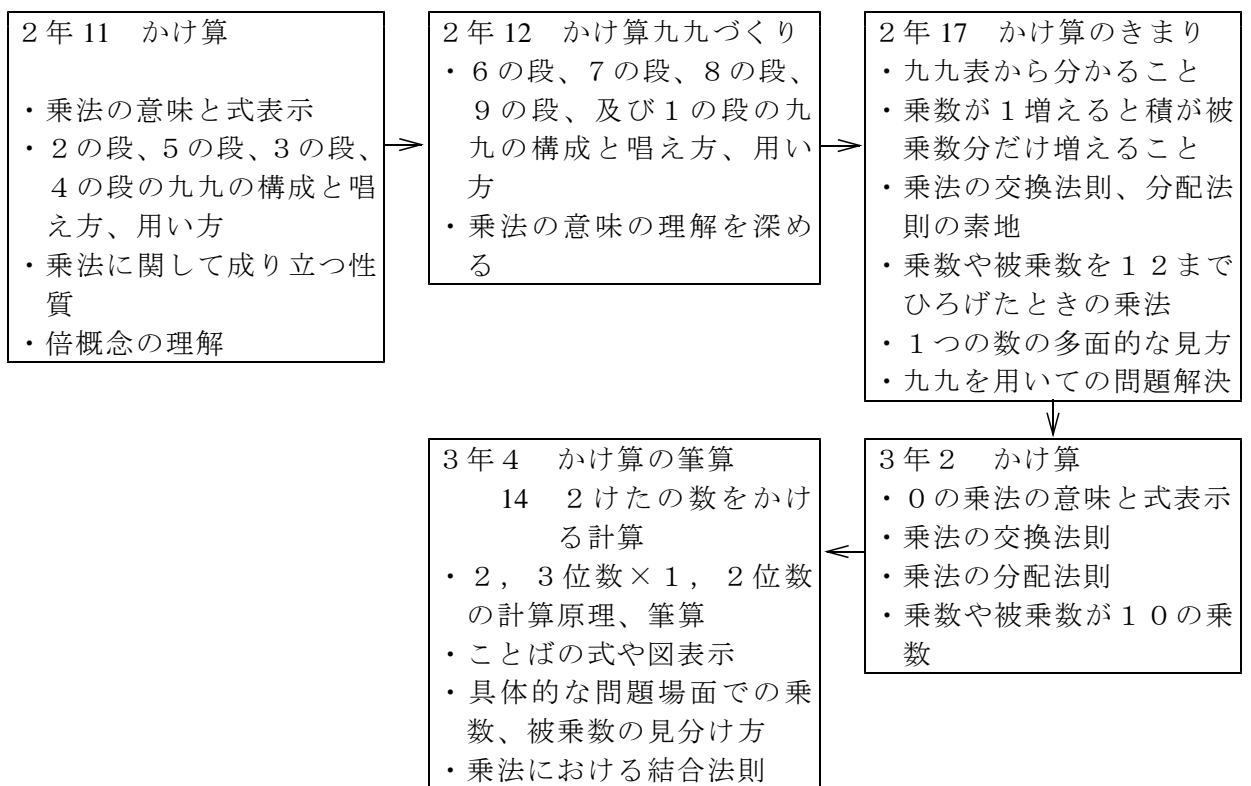 ２年 11　かけ算
・乗法の意味と式表示
・２の段、５の段、３の段、
４の段の九九の構成と唱
え方、用い方
・乗法に関して成り立つ性
質
・倍概念の理解
２年 12　かけ算九九づくり
・６の段、７の段、８の段、
９の段、及び１の段の九
九の構成と唱え方、用い
方
・乗法の意味の理解を深め
る
２年 17　かけ算のきまり
・九九表から分かること
・乗数が１増えると積が被
乗数分だけ増えること
・乗法の交換法則、分配法
則の素地
・乗数や被乗数を１２まで
ひろげたときの乗法
・１つの数の多面的な見方
・九九を用いての問題解決
３年２　かけ算
・０の乗法の意味と式表示
・乗法の交換法則
・乗法の分配法則
・乗数や被乗数が１０の乗
数
３年４　かけ算の筆算
14　２けたの数をかけ
る計算
・２，３位数×１，２位数
の計算原理、筆算
・ことばの式や図表示
・具体的な問題場面での乗
数、被乗数の見分け方
・乗法における結合法則